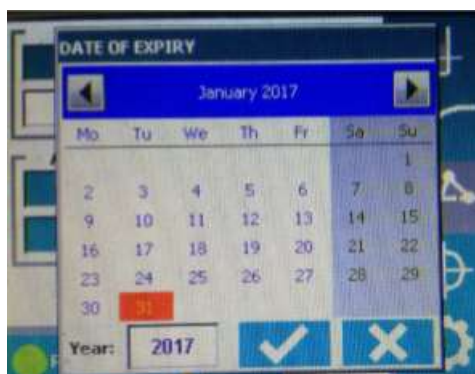 DATE OF EXPIRY
January 2017
Mo Tu We Th Fr Sa Su
1
2 3 4 5 6 7 8
9 10 11 12 13 14 15
16 17 18 19 20 21 22
23 24 25 26 27 28 29
30 31
Year: 2017